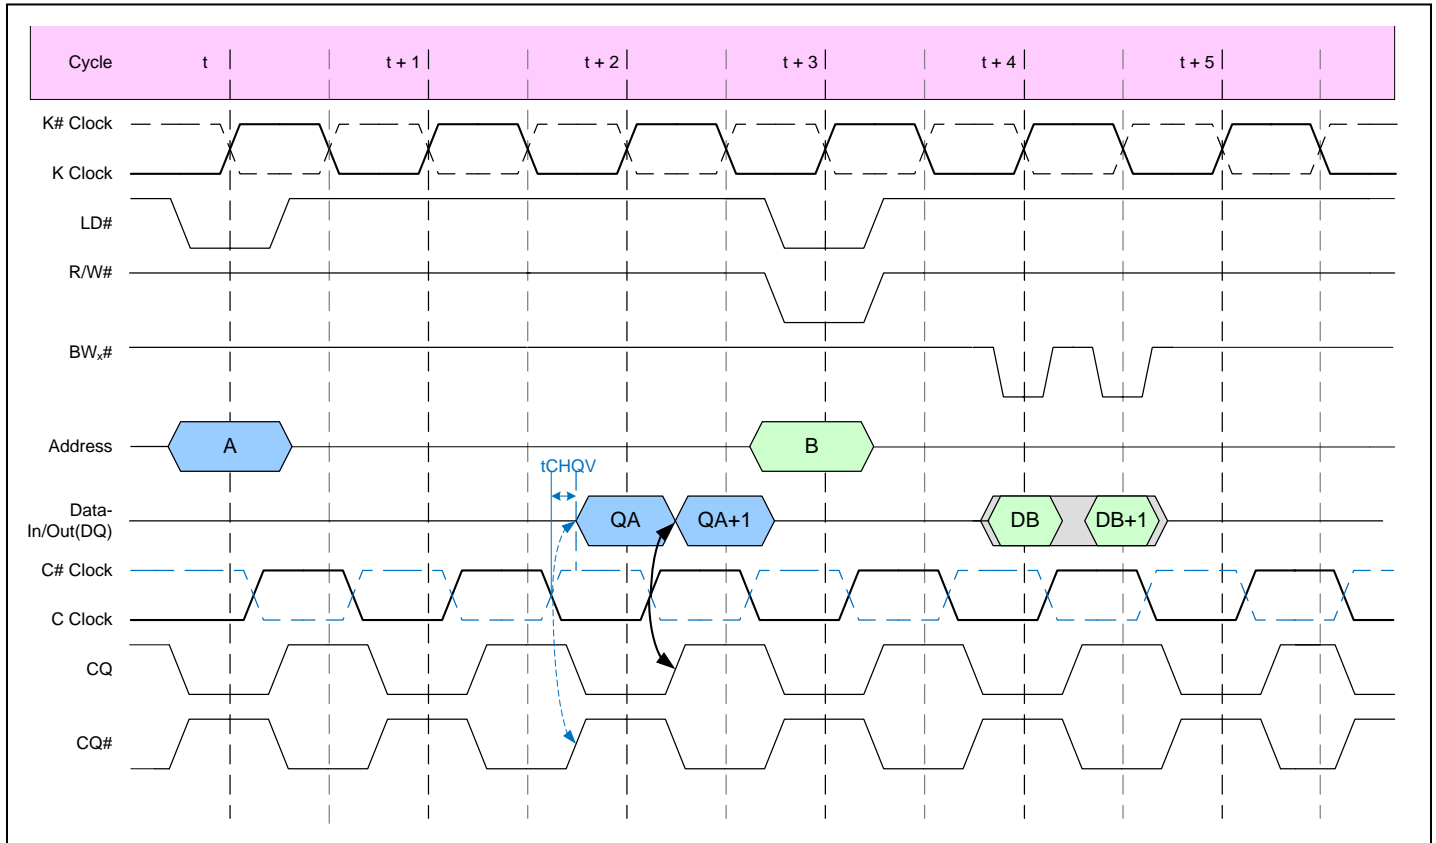 Cycle t t + 1 t + 2 t + 3 t + 4 t + 5
K# Clock
K Clock
LD#
R/W#
BWₓ#
Address A B
tCHQV
Data-
In/Out(DQ) QA QA+1 DB DB+1
C# Clock
C Clock
CQ
CQ#